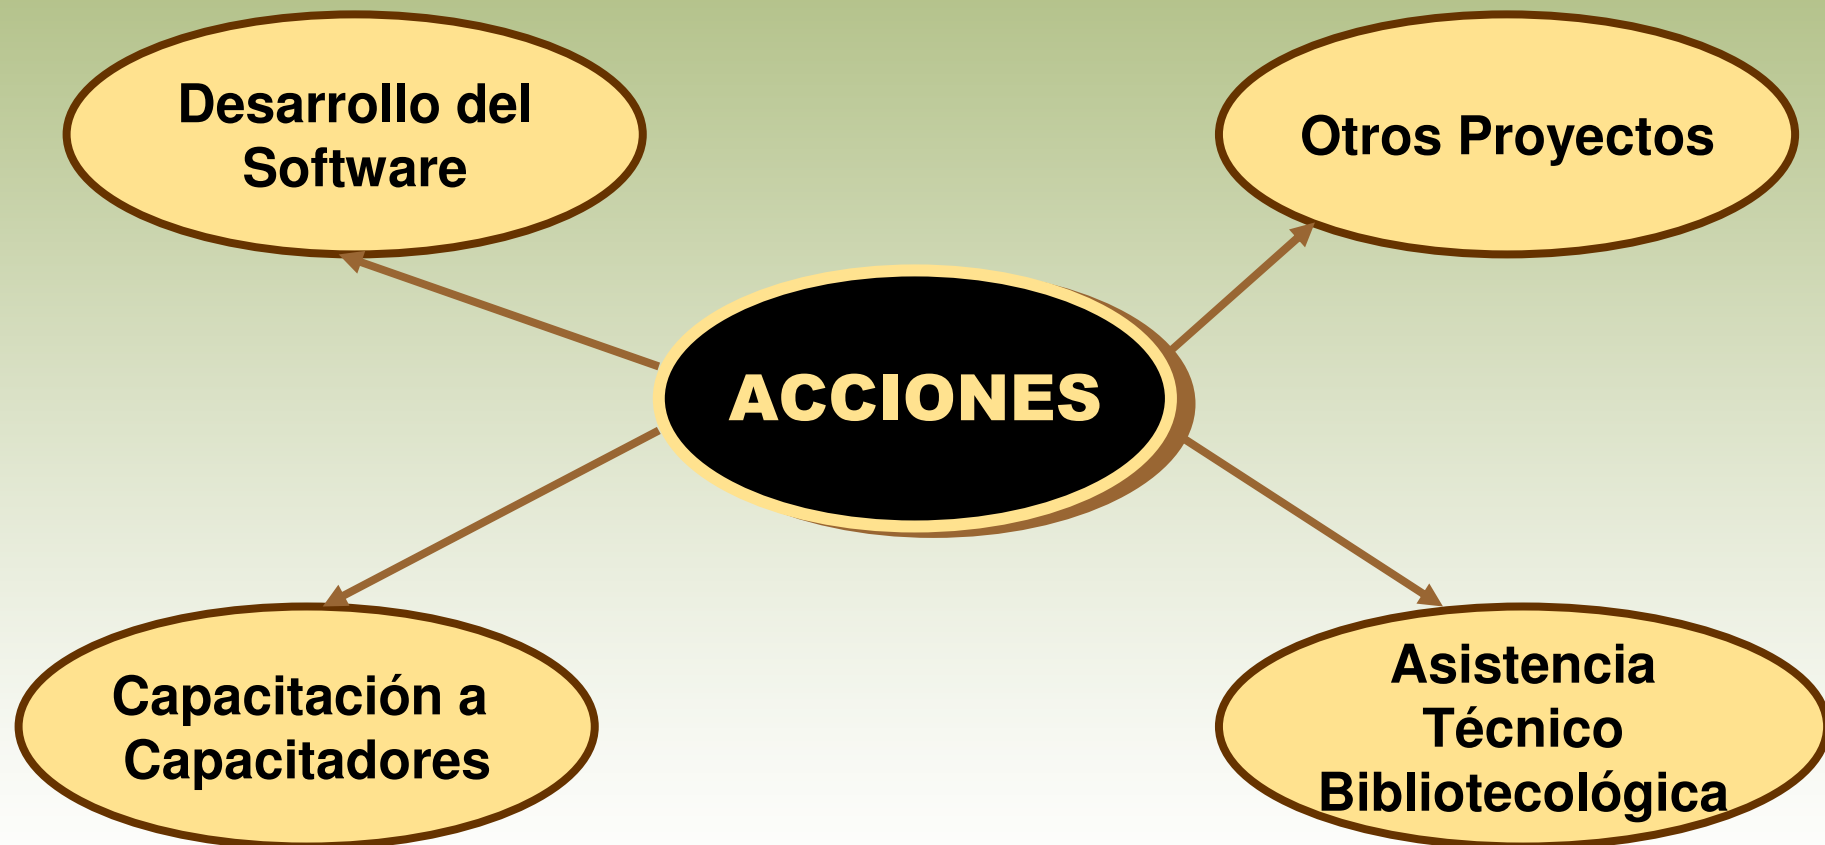 Desarrollo del
Software
Otros Proyectos
ACCIONES
Capacitación a
Capacitadores
Asistencia
Técnico
Bibliotecológica